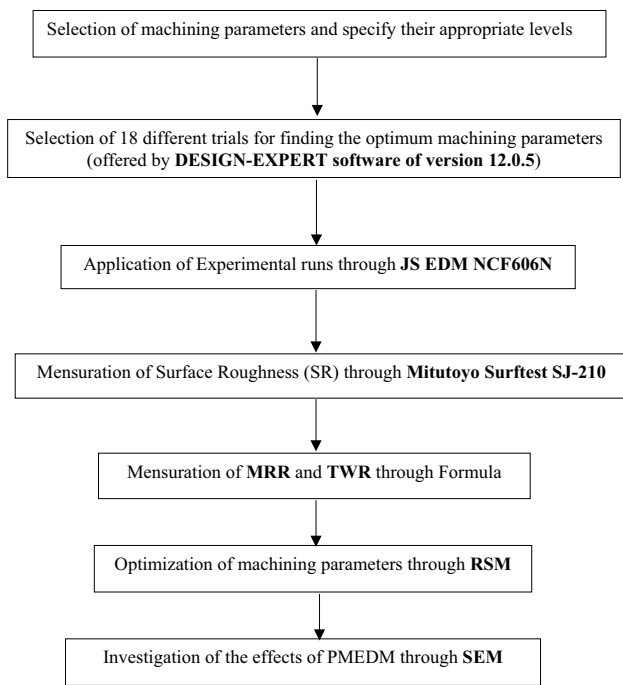 Selection of machining parameters and specify their appropriate levels
Selection of 18 different trials for finding the optimum machining parameters
(offered by DESIGN-EXPERT software of version 12.0.5)
Application of Experimental runs through JS EDM NCF606N
Mensuration of Surface Roughness (SR) through Mitutoyo Surftest SJ-210
Mensuration of MRR and TWR through Formula
Optimization of machining parameters through RSM
Investigation of the effects of PMEDM through SEM